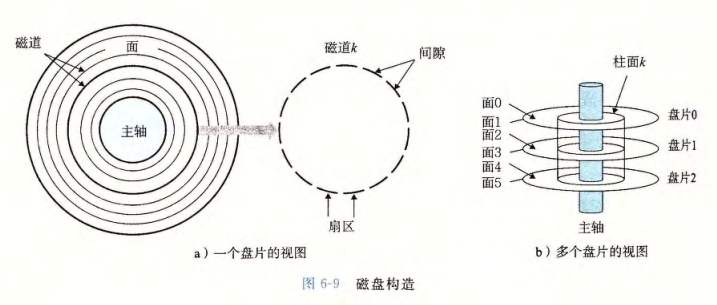 磁道
面
主轴
磁道k
间隙
扇区
a）一个盘片的视图
柱面k
面0
面1
面2
面3
面4
面5
盘片0
盘片1
盘片2
主轴
b）多个盘片的视图
图 6-9 磁盘构造